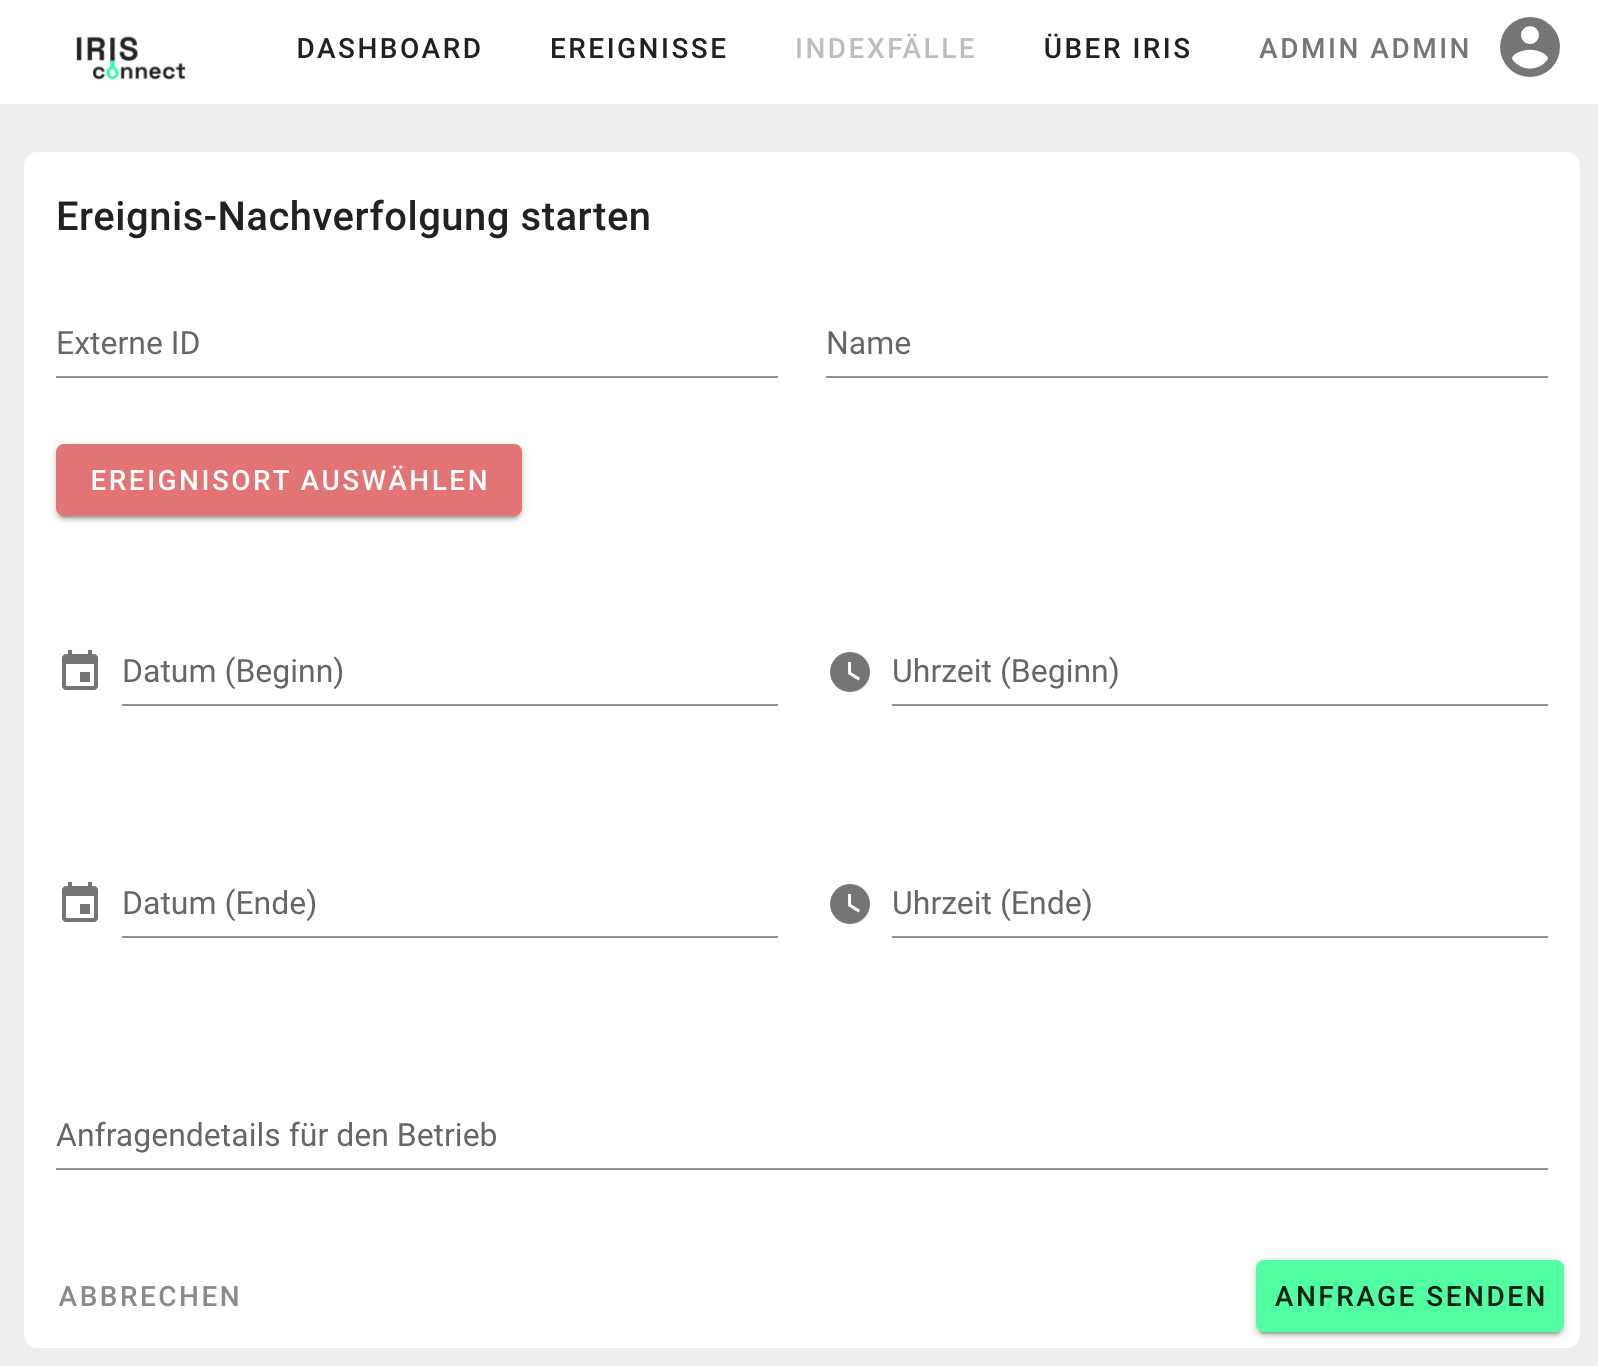 IRIS
connect
DASHBOARD
EREIGNISSE
INDEXFÄLLE
ÜBER IRIS
ADMIN ADMIN
Ereignis-Nachverfolgung starten
Externe ID
Name
EREIGNISORT AUSWÄHLEN
Datum (Beginn)
Uhrzeit (Beginn)
Datum (Ende)
Uhrzeit (Ende)
Anfragendetails für den Betrieb
ABBRECHEN
ANFRAGE SENDEN